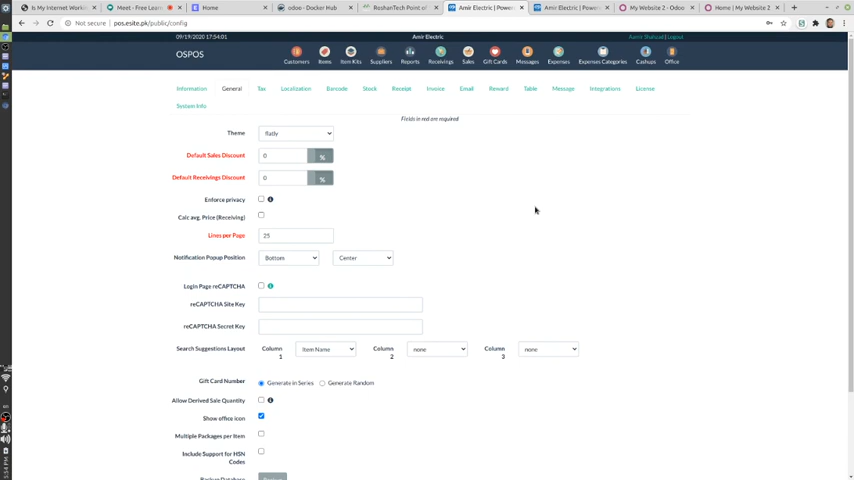 Is My Internet Worki
Meet – Free Learn
Home
odoo - Docker Hub
RoshanTech Point of
Amir Electric | Power
Amir Electric | Power
My Website 2 - Odoo
Home | My Website 2
Not secure | pos.esite.pk/public/config
09/19/2020 17:54:01
Amir Electric
Amir Shahzad | Logout
OSPOS
Customers
Items
Item Kits
Suppliers
Reports
Receivings
Sales
Gift Cards
Messages
Expenses
Expenses Categories
Cashups
Office
Information
General
Tax
Localization
Barcode
Stock
Receipt
Invoice
Email
Reward
Table
Message
Integrations
License
System Info
Fields in red are required
Theme
flatly
Default Sales Discount
0
%
Default Receivings Discount
0
%
Enforce privacy
Calc avg. Price (Receiving)
Lines per Page
25
Notification Popup Position
Bottom
Center
Login Page reCAPTCHA
reCAPTCHA Site Key
reCAPTCHA Secret Key
Search Suggestions Layout
Column 1
Item Name
Column 2
none
Column 3
none
Gift Card Number
Generate in Series
Generate Random
Allow Derived Sale Quantity
Show office icon
Multiple Packages per Item
Include Support for HSN
Codes
Backup Database
5:54 PM